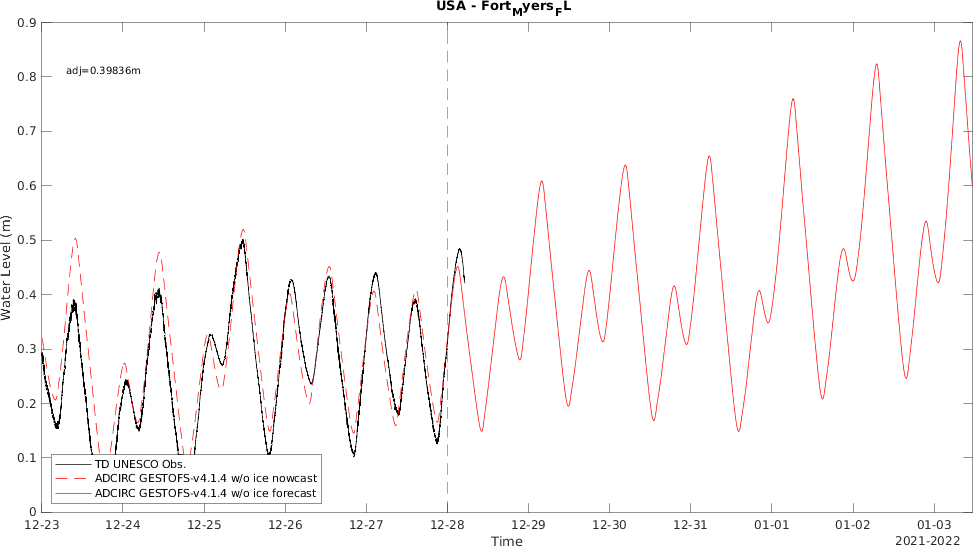 USA - Fort_Myers_FL
0.9
0.8
0.7
0.6
0.5
0.4
0.3
0.2
0.1
0
Water Level (m)
adj=0.39836m
TD UNESCO Obs.
ADCIRC GESTOFS-v4.1.4 w/o ice nowcast
ADCIRC GESTOFS-v4.1.4 w/o ice forecast
12-23 12-24 12-25 12-26 12-27 12-28 12-29 12-30 12-31 01-01 01-02 01-03
Time
2021-2022